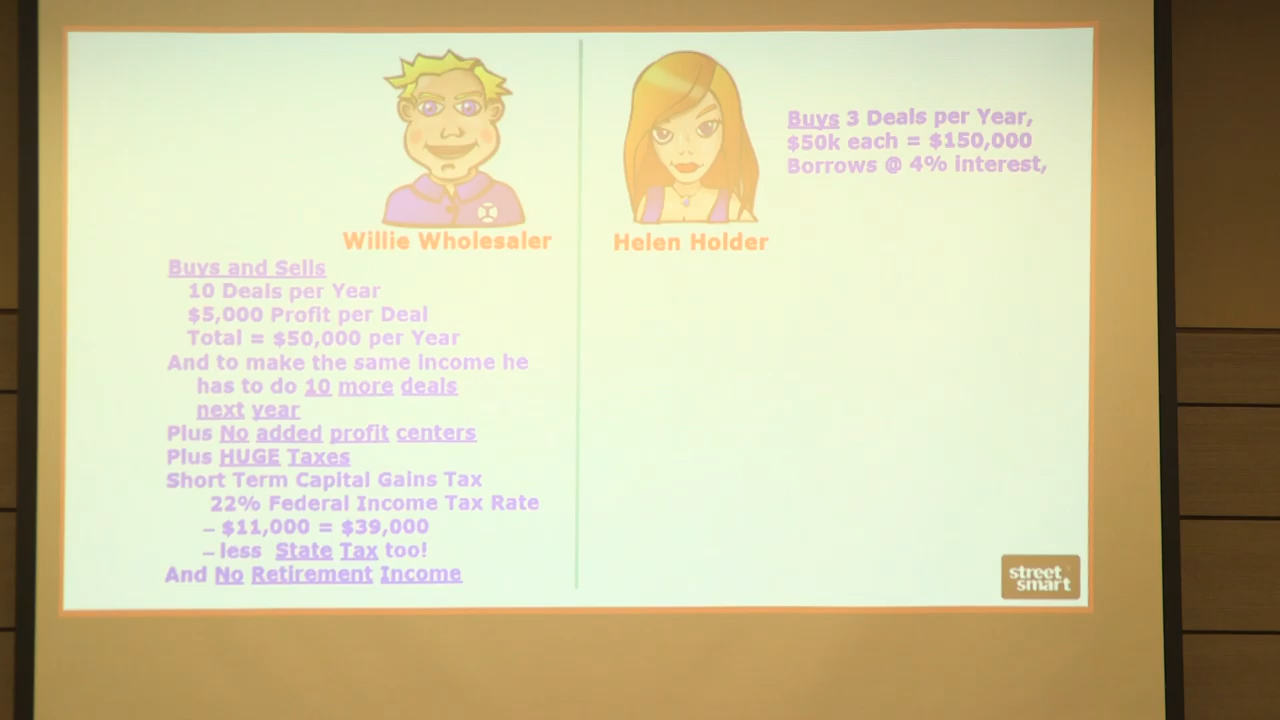 Willie Wholesaler
Buys and Sells
10 Deals per Year
$5,000 Profit per Deal
Total = $50,000 per Year
And to make the same income he
has to do 10 more deals
next year
Plus No added profit centers
Plus HUGE Taxes
Short Term Capital Gains Tax
22% Federal Income Tax Rate
– $11,000 = $39,000
– less State Tax too!
And No Retirement Income
Helen Holder
Buys 3 Deals per Year,
$50k each = $150,000
Borrows @ 4% interest,
street
smart